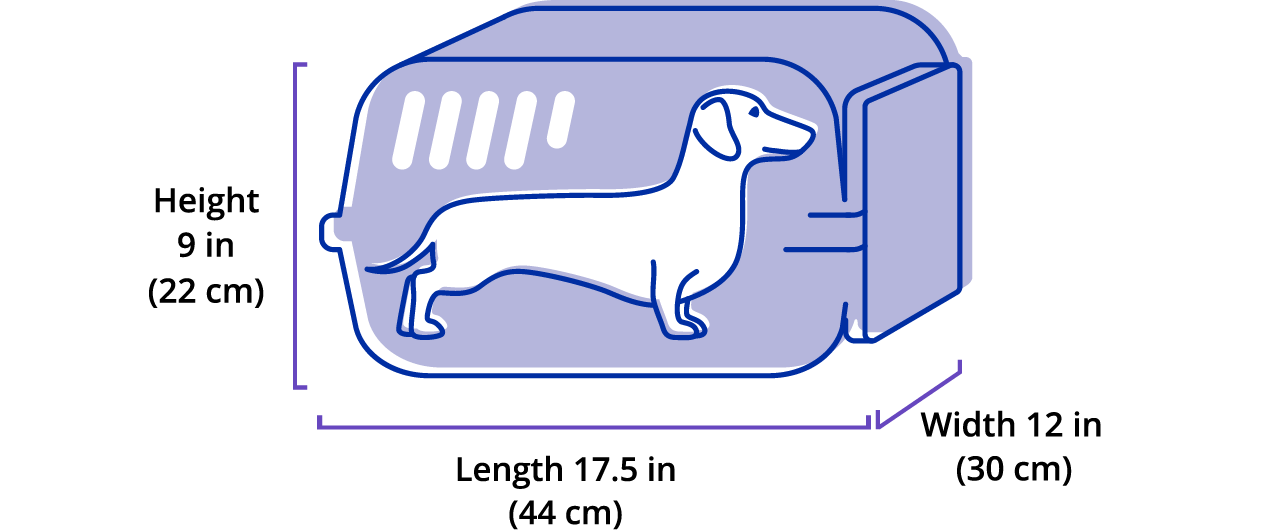 Height
9 in
(22 cm)
Length 17.5 in
(44 cm)
Width 12 in
(30 cm)